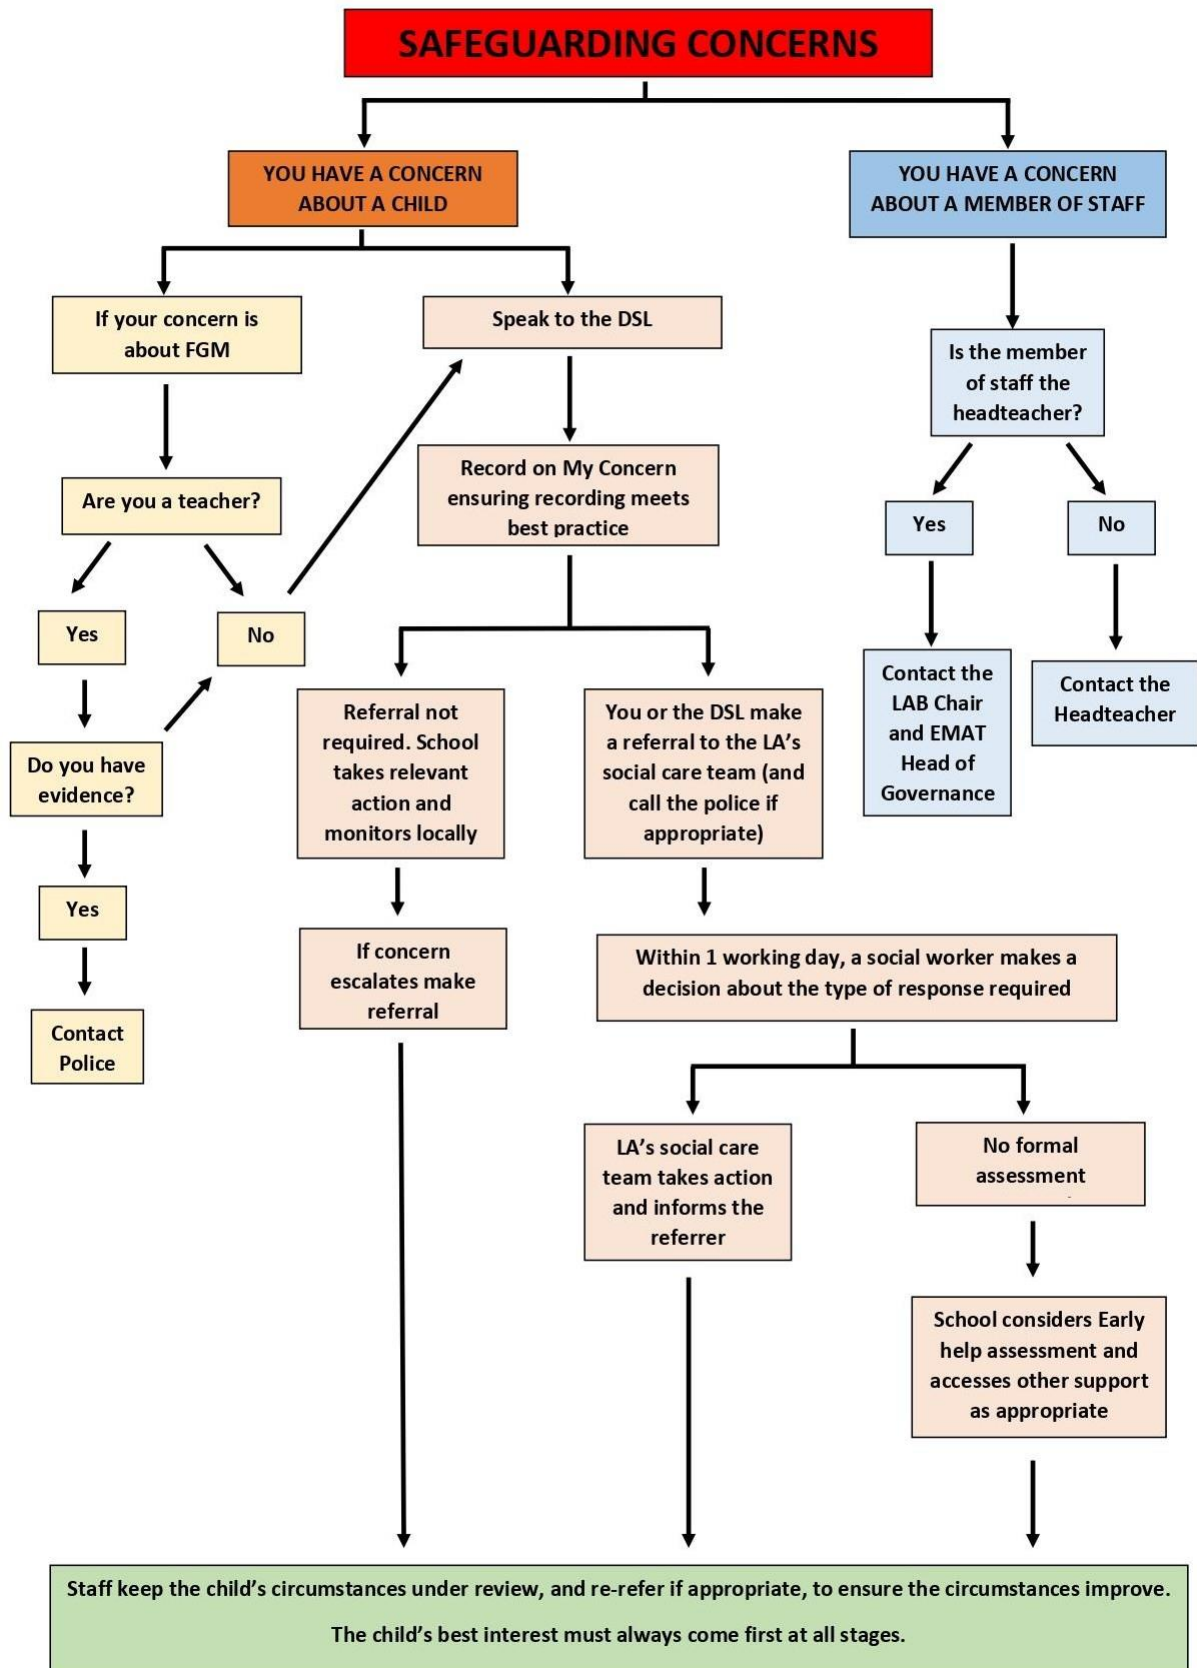 SAFEGUARDING CONCERNS
YOU HAVE A CONCERN
ABOUT A CHILD
YOU HAVE A CONCERN
ABOUT A MEMBER OF STAFF
If your concern is
about FGM
Speak to the DSL
Is the member
of staff the
headteacher?
Are you a teacher?
Record on My Concern
ensuring recording meets
best practice
Yes
No
Yes
No
Do you have
evidence?
Referral not
required. School
takes relevant
action and
monitors locally
You or the DSL make
a referral to the LA’s
social care team (and
call the police if
appropriate)
Contact the
LAB Chair
and EMAT
Head of
Governance
Contact the
Headteacher
Yes
If concern
escalates make
referral
Within 1 working day, a social worker makes a
decision about the type of response required
Contact
Police
LA’s social care
team takes action
and informs the
referrer
No formal
assessment
School considers Early
help assessment and
accesses other support
as appropriate
Staff keep the child’s circumstances under review, and re-refer if appropriate, to ensure the circumstances improve.
The child’s best interest must always come first at all stages.